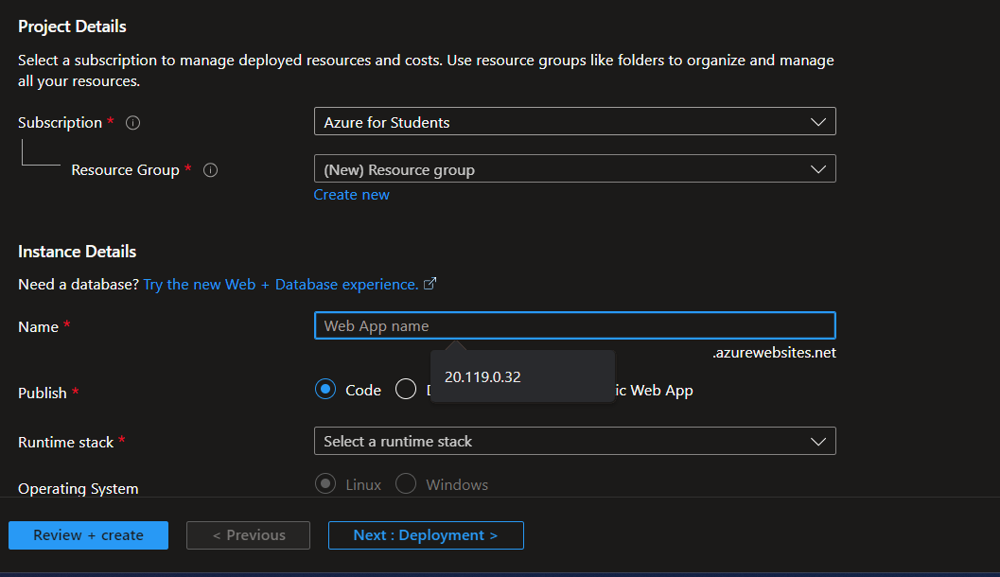 Project Details
Select a subscription to manage deployed resources and costs. Use resource groups like folders to organize and manage
all your resources.
Subscription *
Azure for Students
Resource Group *
(New) Resource group
Create new
Instance Details
Need a database? Try the new Web + Database experience.
Name *
Web App name
.azurewebsites.net
20.119.0.32
Publish *
Code
ic Web App
Runtime stack *
Select a runtime stack
Operating System
Linux
Windows
Review + create
< Previous
Next : Deployment >